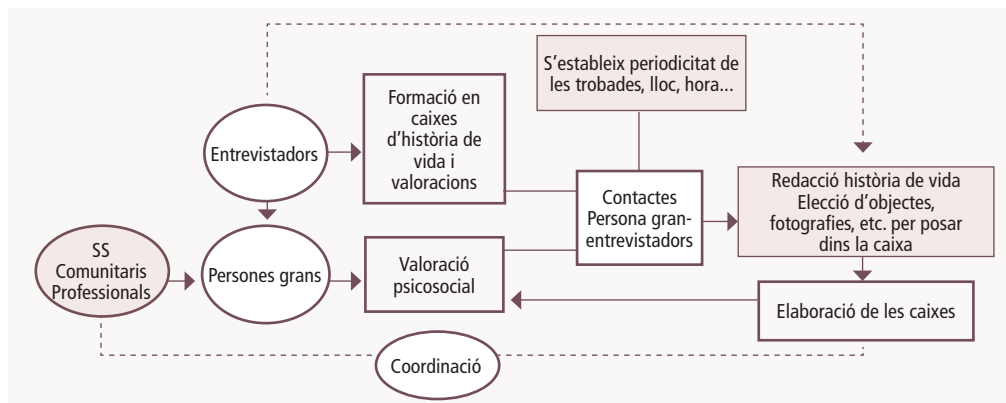 S'estableix periodicitat de
les trobades, lloc, hora...
Formació en
caixes
d'història de
vida i
valoracions
Entrevistadors
Contactes
Persona gran-
entrevistadors
Redacció història de vida
Elecció d'objectes,
fotografies, etc. per posar
dins la caixa
SS
Comunitaris
Professionals
Persones grans
Valoració
psicosocial
Elaboració de les caixes
Coordinació